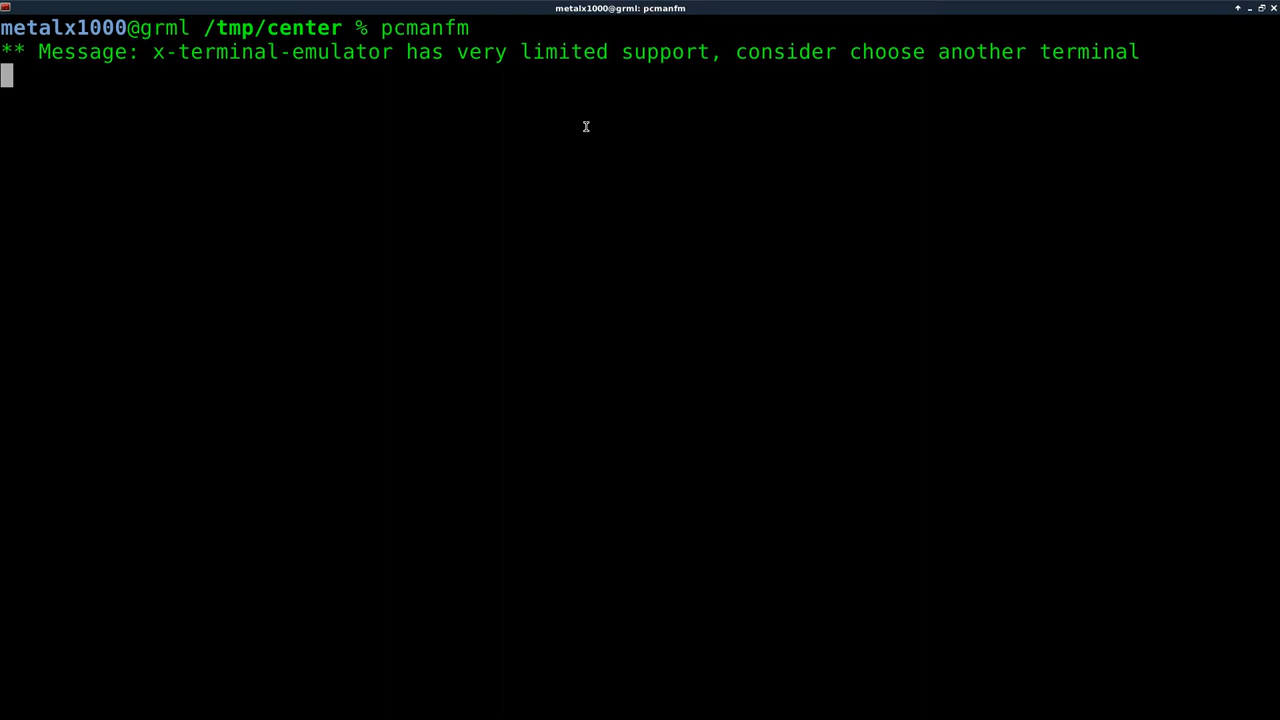 metalx1000@grml: pcmanfm
metalx1000@grml /tmp/center % pcmanfm
** Message: x-terminal-emulator has very limited support, consider choose another terminal